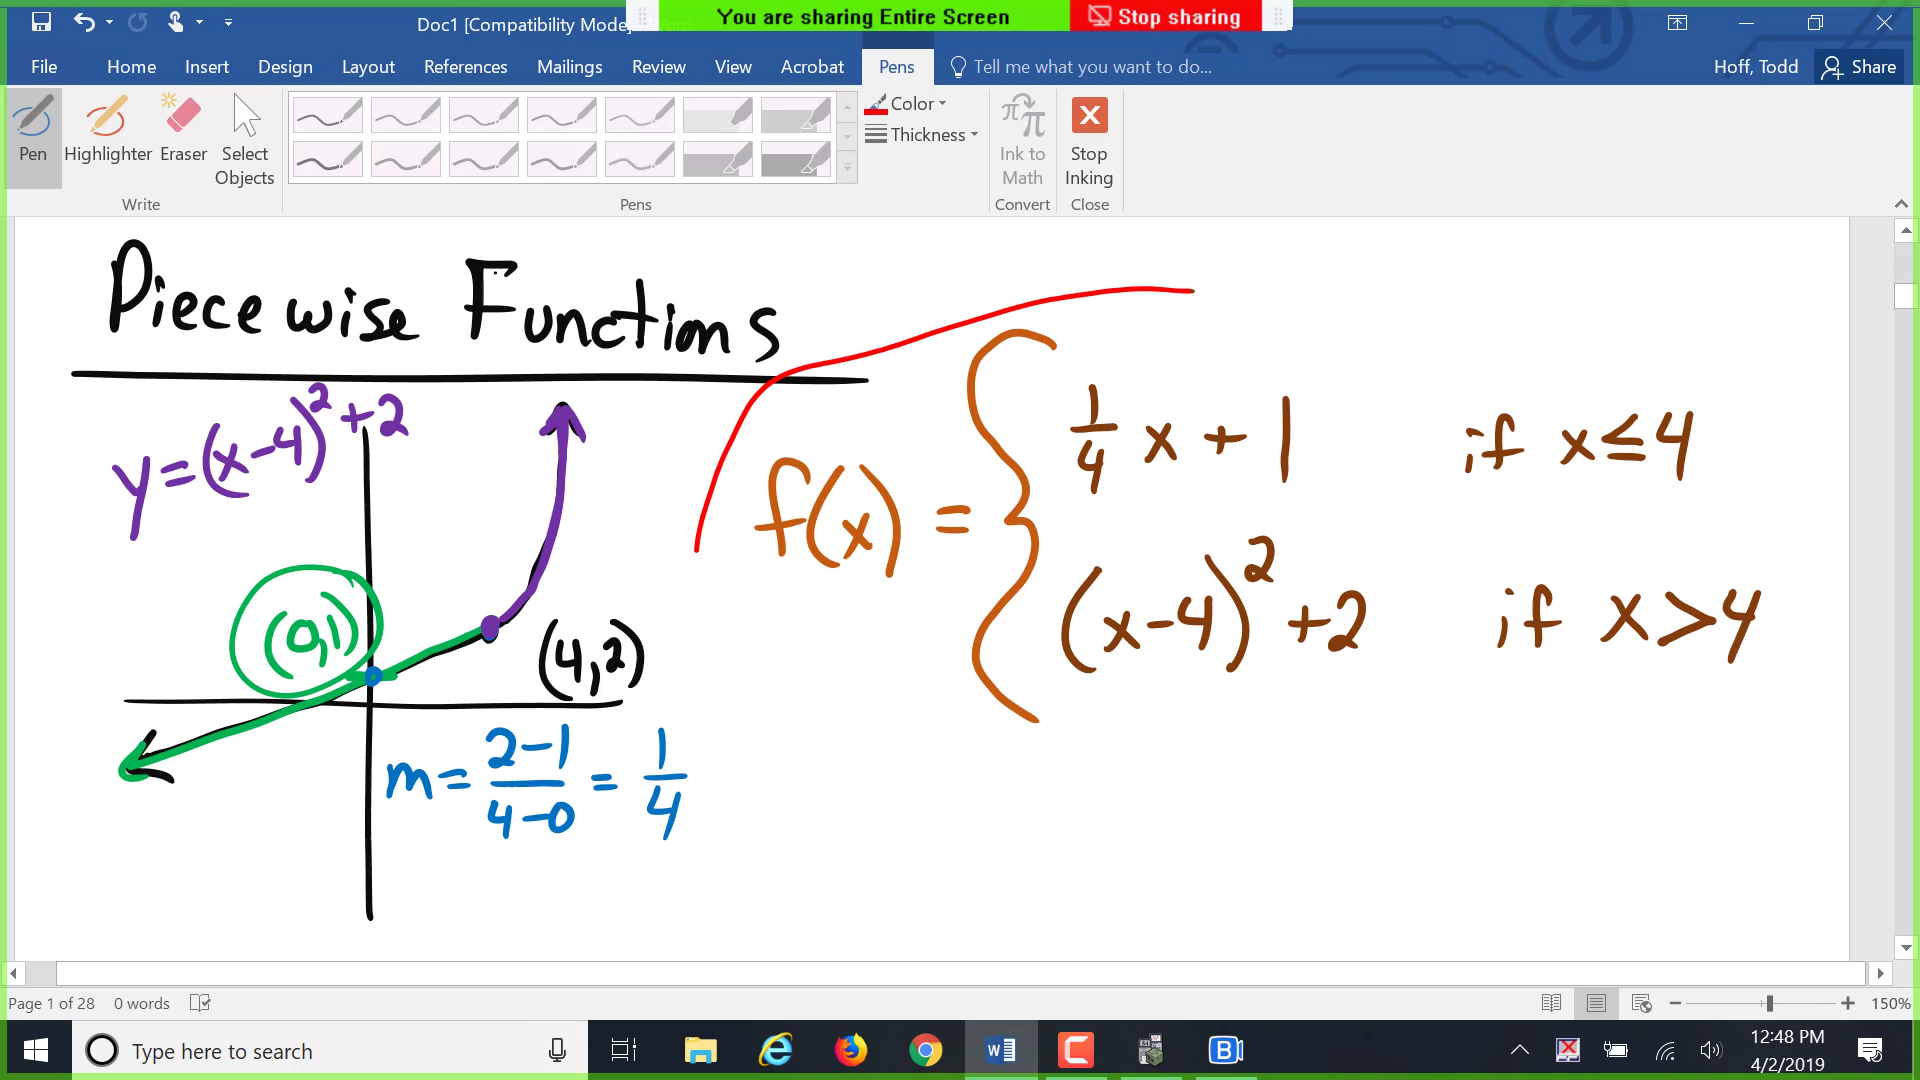 You are sharing Entire Screen Stop sharing
Doc1 [Compatibility Mode]
File Home Insert Design Layout References Mailings Review View Acrobat Pens Tell me what you want to do... Hoff, Todd Share
Pen Highlighter Eraser Select Objects Color Thickness Ink to Math Stop Inking
Write Pens Convert Close
Piecewise Functions
y = (x-4)² + 2
f(x) = {
1/4 x + 1 if x ≤ 4
(x-4)² + 2 if x > 4
(0,1)
(4,2)
m = 2-1/4-0 = 1/4
Page 1 of 28 0 words 150%
Type here to search
12:48 PM
4/2/2019